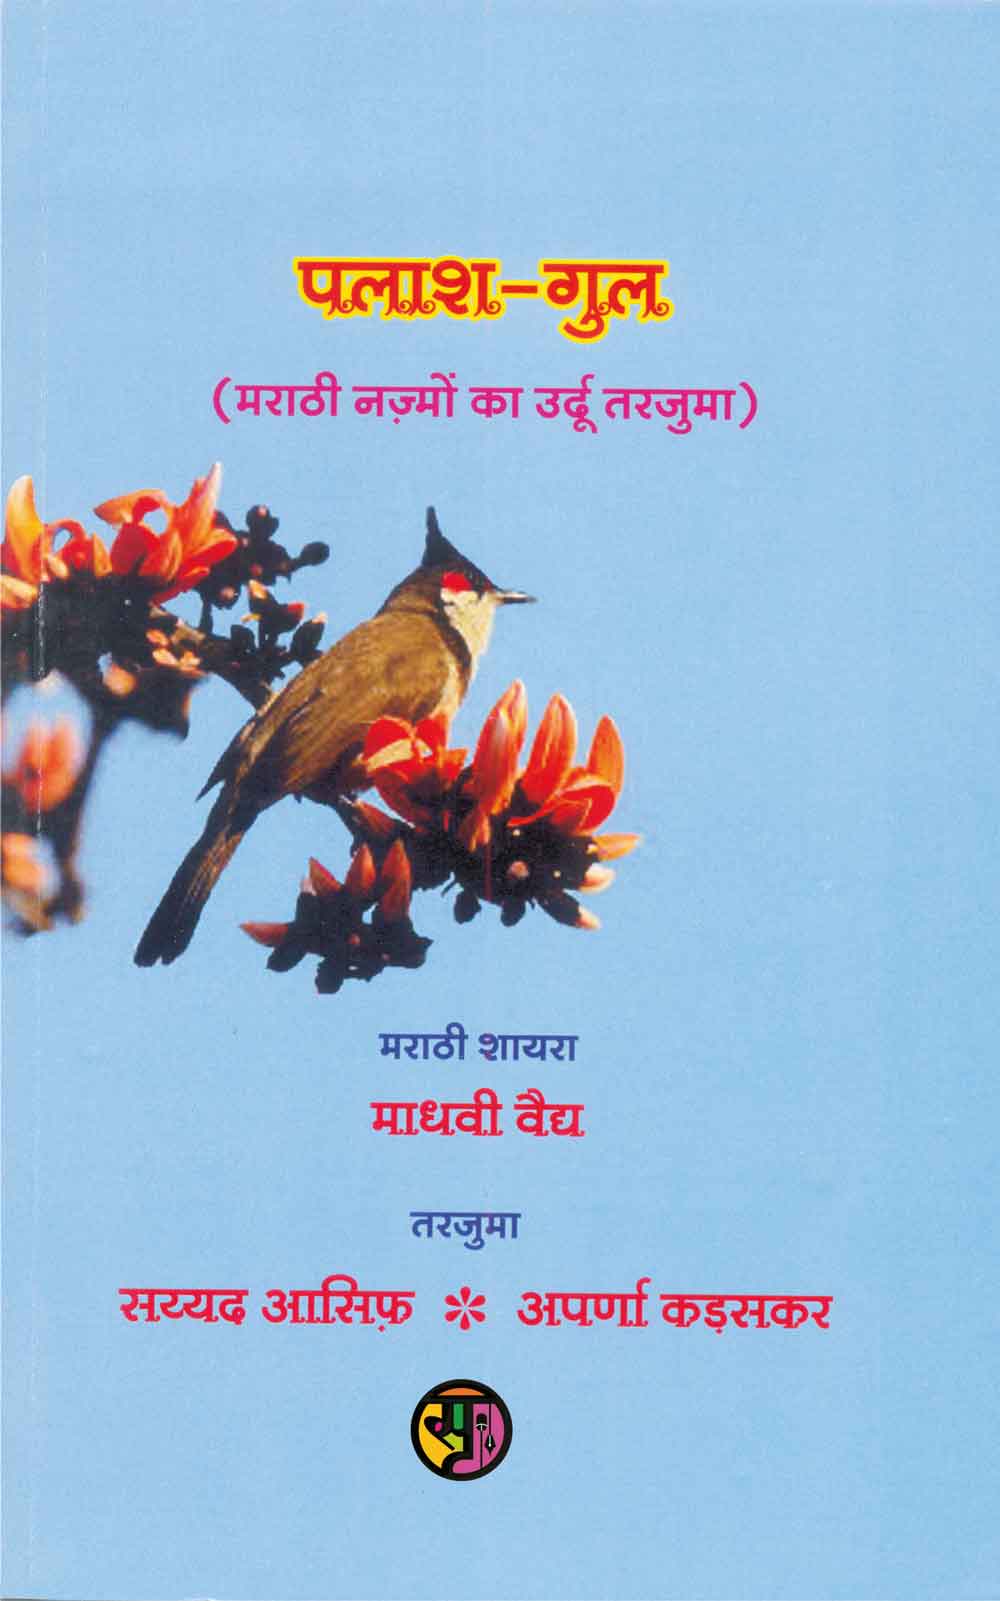 पलाश-गुल
(मराठी नज़्मों का उर्दू तरजुमा)
मराठी शायरा
माधवी वैद्य
तरजुमा
सय्यद आसिफ़ * अपर्णा कड़सकर